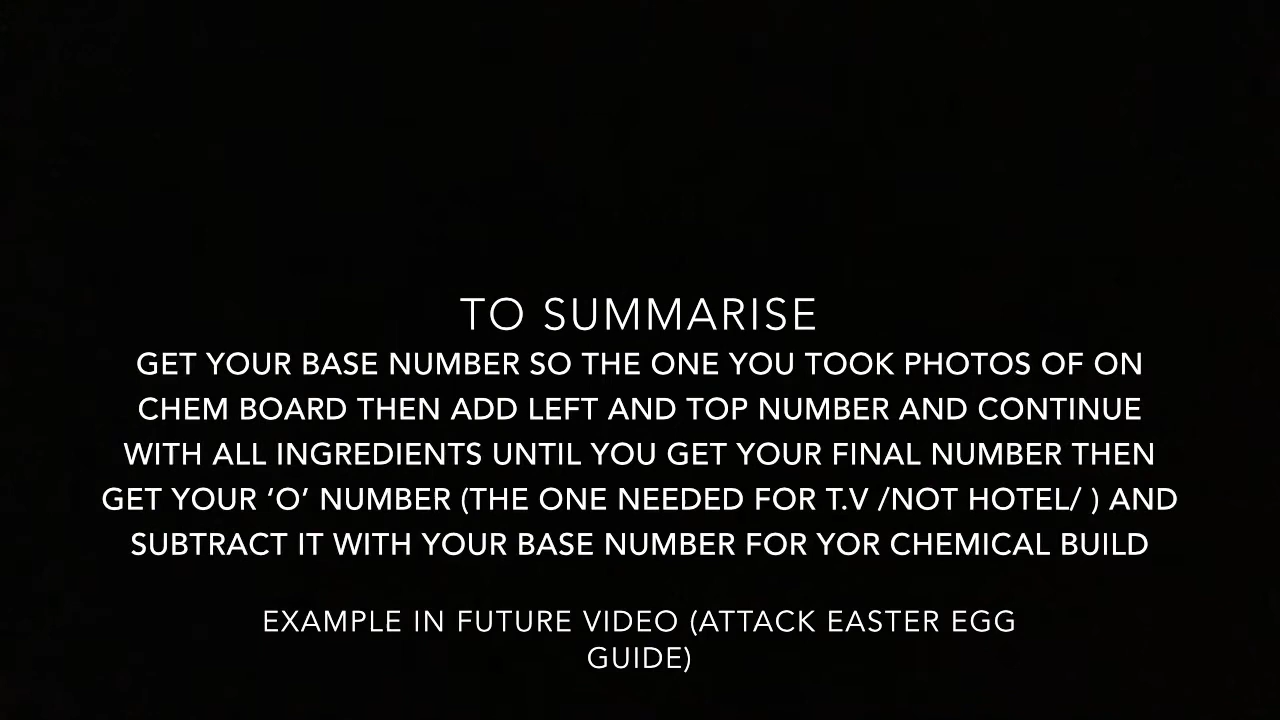 TO SUMMARISE
GET YOUR BASE NUMBER SO THE ONE YOU TOOK PHOTOS OF ON
CHEM BOARD THEN ADD LEFT AND TOP NUMBER AND CONTINUE
WITH ALL INGREDIENTS UNTIL YOU GET YOUR FINAL NUMBER THEN
GET YOUR ‘O’ NUMBER (THE ONE NEEDED FOR T.V /NOT HOTEL/ ) AND
SUBTRACT IT WITH YOUR BASE NUMBER FOR YOR CHEMICAL BUILD
EXAMPLE IN FUTURE VIDEO (ATTACK EASTER EGG
GUIDE)